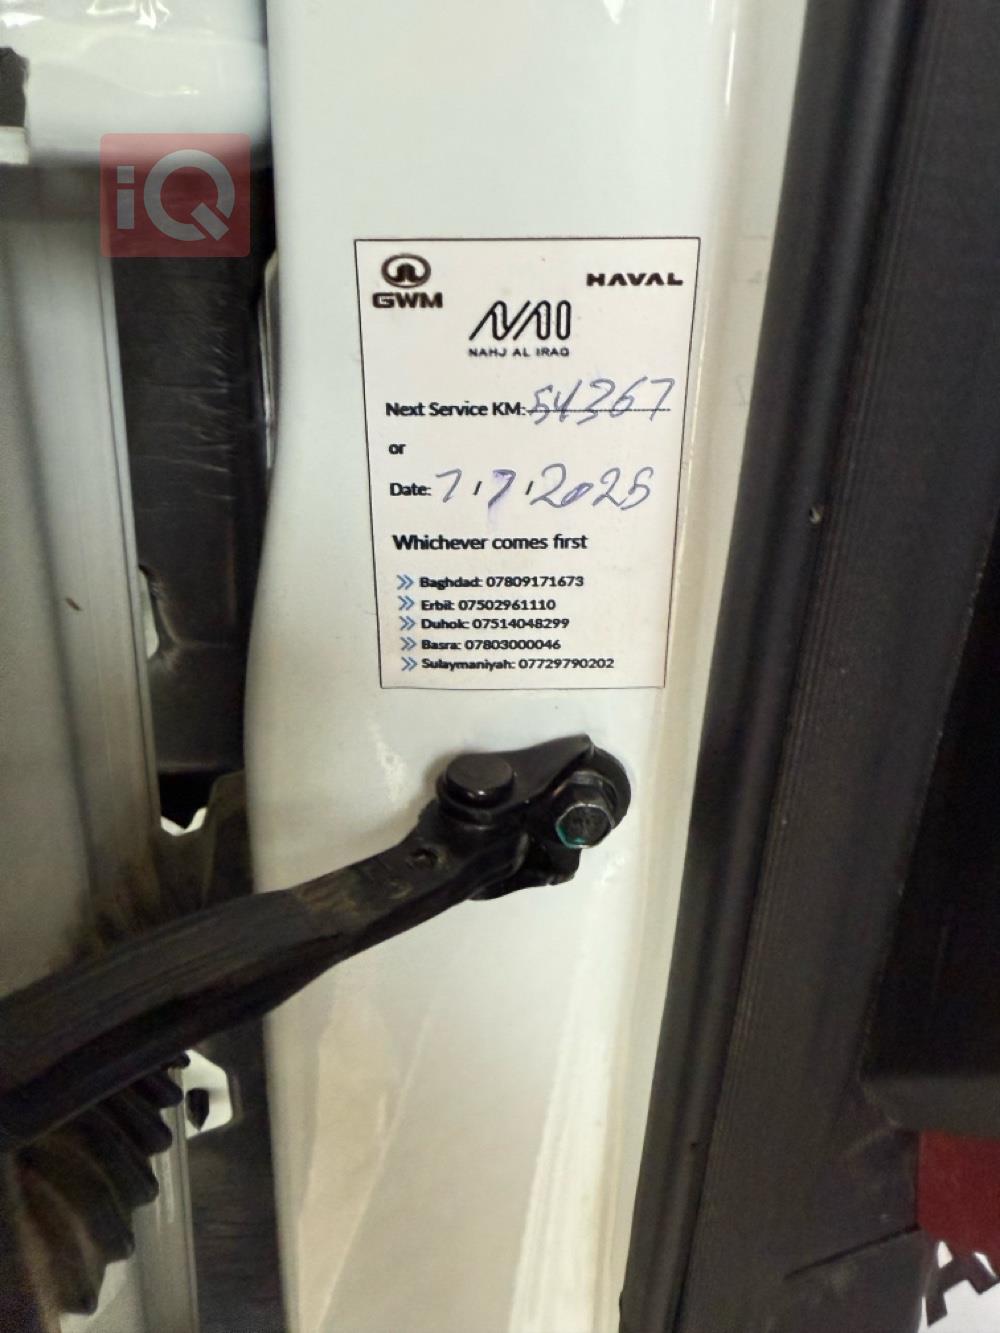 iQ
GWM
HAVAL
NAHJ AL IRAQ
Next Service KM: 54367
or
Date: 7/7/2025
Whichever comes first
» Baghdad: 07809171673
» Erbil: 07502961110
» Duhok: 07514048299
» Basra: 07803000046
» Sulaymaniyah: 07729790202